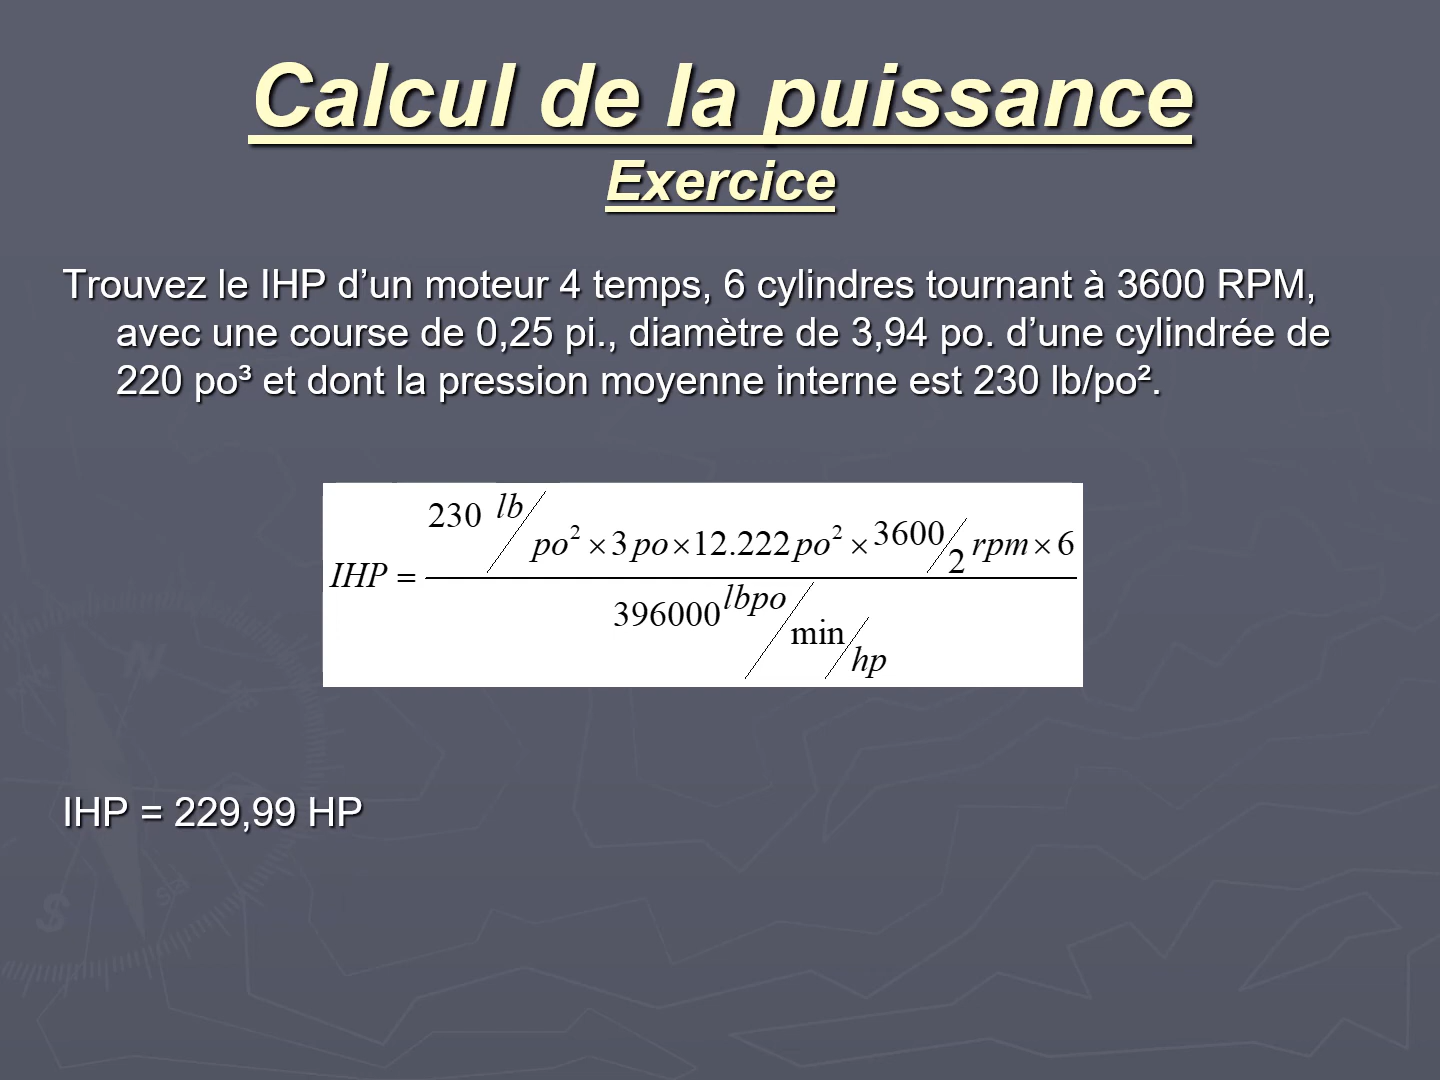 Calcul de la puissance
Exercice
Trouvez le IHP d’un moteur 4 temps, 6 cylindres tournant à 3600 RPM,
avec une course de 0,25 pi., diamètre de 3,94 po. d’une cylindrée de
220 po³ et dont la pression moyenne interne est 230 lb/po².
IHP = 230 lb/po² × 3 po × 12.222 po² × 3600/2 rpm × 6
396000 lbpo/min/hp
IHP = 229,99 HP